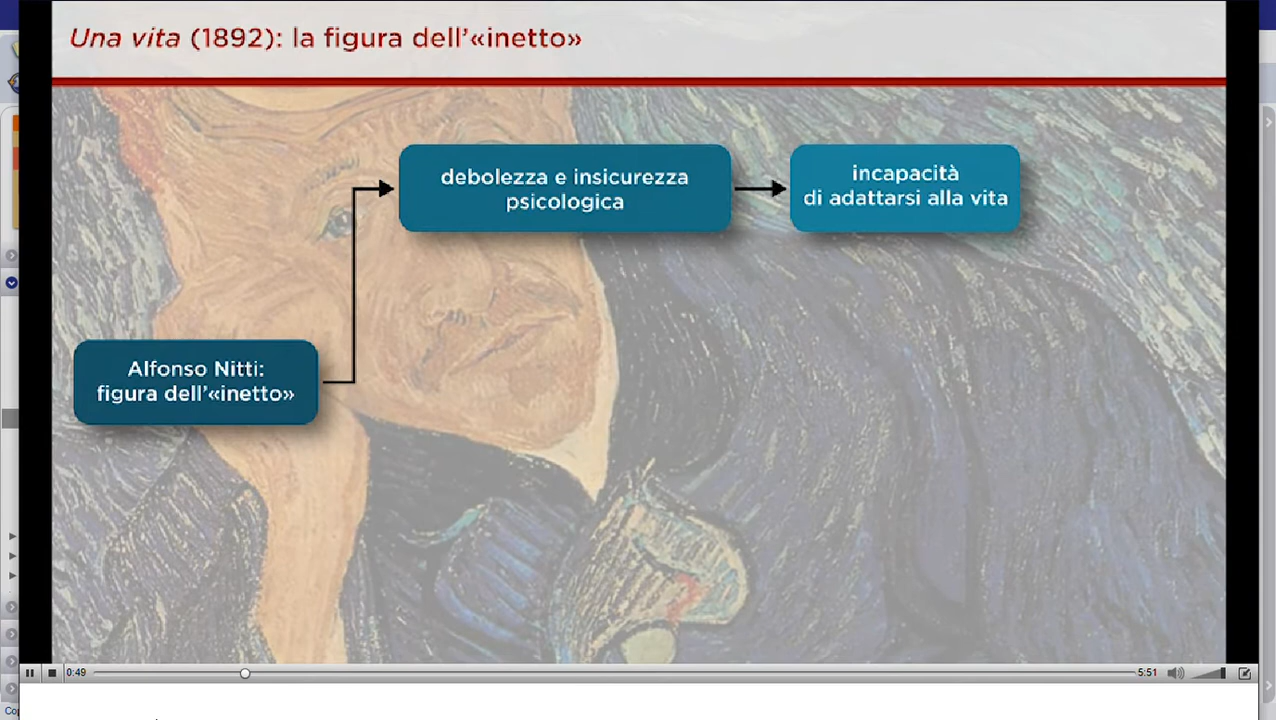 Una vita (1892): la figura dell'«inetto»
debolezza e insicurezza
psicologica
incapacità
di adattarsi alla vita
Alfonso Nitti:
figura dell'«inetto»
0:49
5:51
Cop